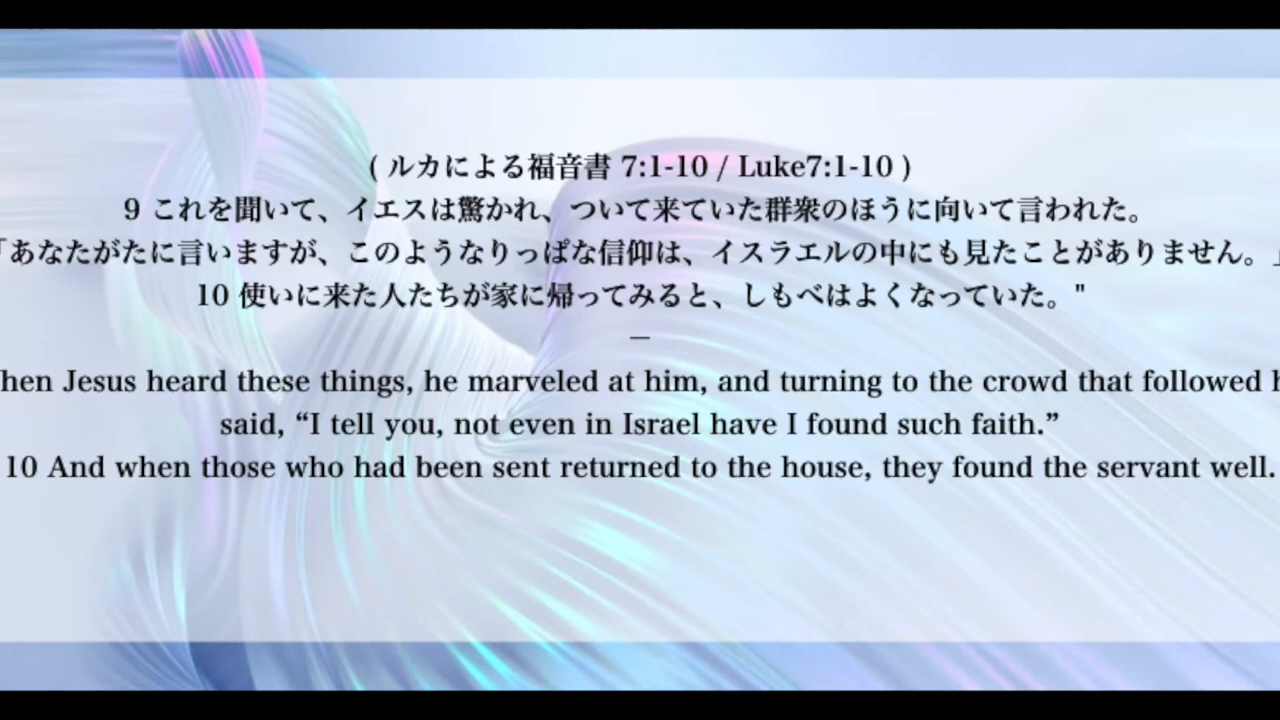 ( ルカによる福音書 7:1-10 / Luke7:1-10 )
9 これを聞いて、イエスは驚かれ、ついて来ていた群衆のほうに向いて言われた。
「あなたがたに言いますが、このようなりっぱな信仰は、イスラエルの中にも見たことがありません。」
10 使いに来た人たちが家に帰ってみると、しもべはよくなっていた。"
—
hen Jesus heard these things, he marveled at him, and turning to the crowd that followed h
said, “I tell you, not even in Israel have I found such faith.”
10 And when those who had been sent returned to the house, they found the servant well.